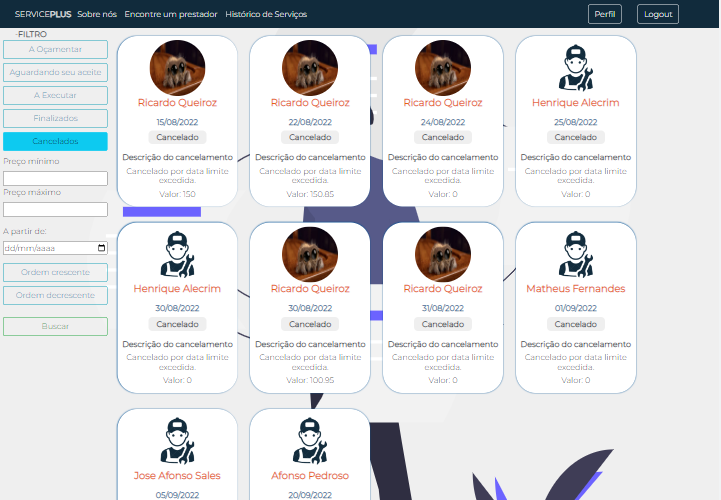 SERVICEPLUS Sobre nós Encontre um prestador Histórico de Serviços Perfil Logout
FILTRO
A Orçamentar
Aguardando seu aceite
A Executar
Finalizados
Cancelados
Preço mínimo
Preço máximo
A partir de:
dd/mm/aaaa
Ordem crescente
Ordem decrescente
Buscar
Ricardo Queiroz
15/08/2022
Cancelado
Descrição do cancelamento
Cancelado por data limite
excedida.
Valor: 150
Ricardo Queiroz
22/08/2022
Cancelado
Descrição do cancelamento
Cancelado por data limite
excedida.
Valor: 150.85
Ricardo Queiroz
24/08/2022
Cancelado
Descrição do cancelamento
Cancelado por data limite
excedida.
Valor: 0
Henrique Alecrim
25/08/2022
Cancelado
Descrição do cancelamento
Cancelado por data limite
excedida.
Valor: 0
Henrique Alecrim
30/08/2022
Cancelado
Descrição do cancelamento
Cancelado por data limite
excedida.
Valor: 0
Ricardo Queiroz
30/08/2022
Cancelado
Descrição do cancelamento
Cancelado por data limite
excedida.
Valor: 100.95
Ricardo Queiroz
31/08/2022
Cancelado
Descrição do cancelamento
Cancelado por data limite
excedida.
Valor: 0
Matheus Fernandes
01/09/2022
Cancelado
Descrição do cancelamento
Cancelado por data limite
excedida.
Valor: 0
Jose Afonso Sales
05/09/2022
Afonso Pedroso
20/09/2022